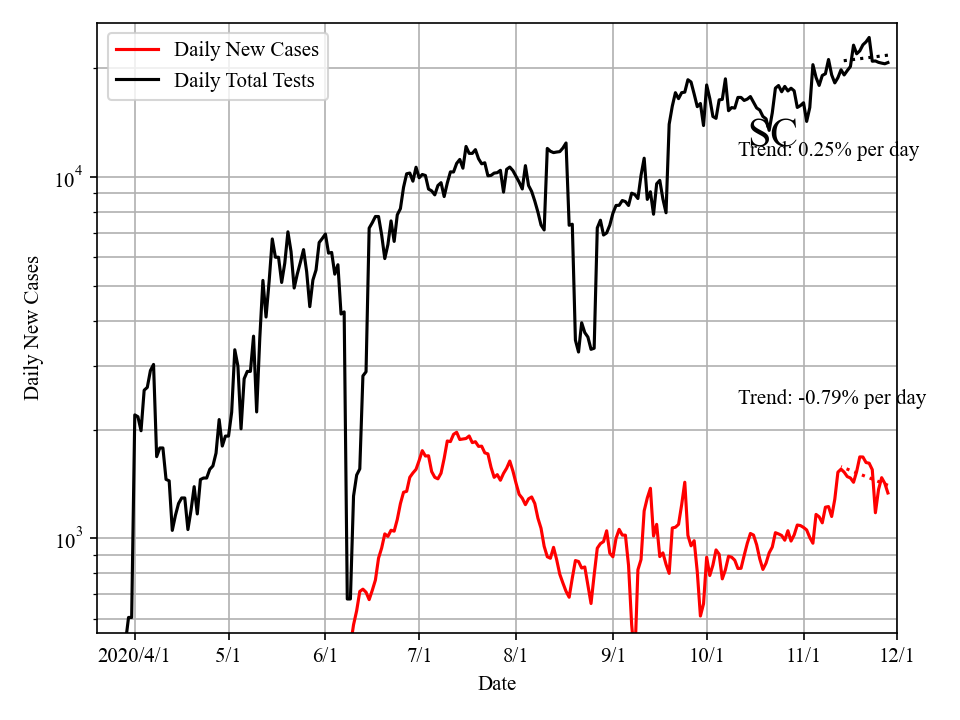 Daily New Cases
Daily Total Tests
SC
Trend: 0.25% per day
10^4
Daily New Cases
Trend: -0.79% per day
10^3
2020/4/1 5/1 6/1 7/1 8/1 9/1 10/1 11/1 12/1
Date